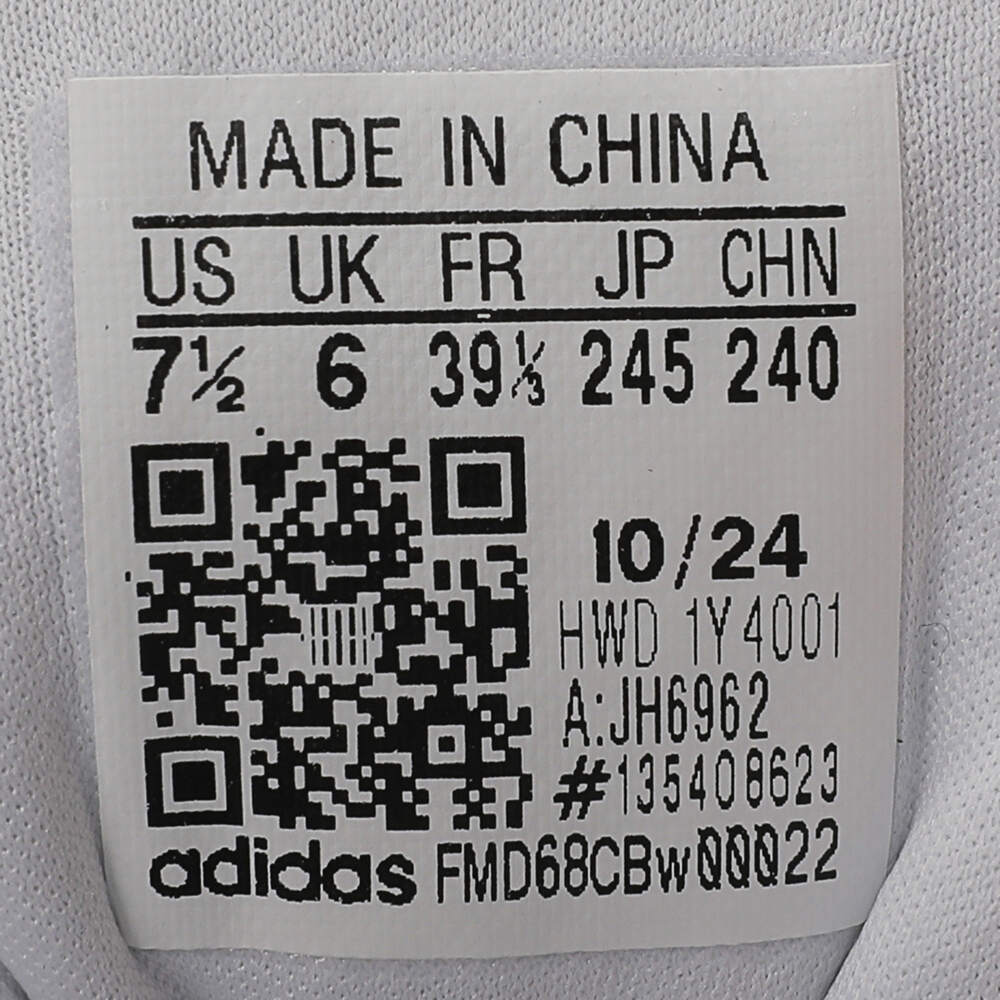 MADE IN CHINA
US UK FR JP CHN
7½ 6 39⅓ 245 240
10/24
HWD 1Y4001
A:JH6962
#135408623
adidas FMD68CBw00022